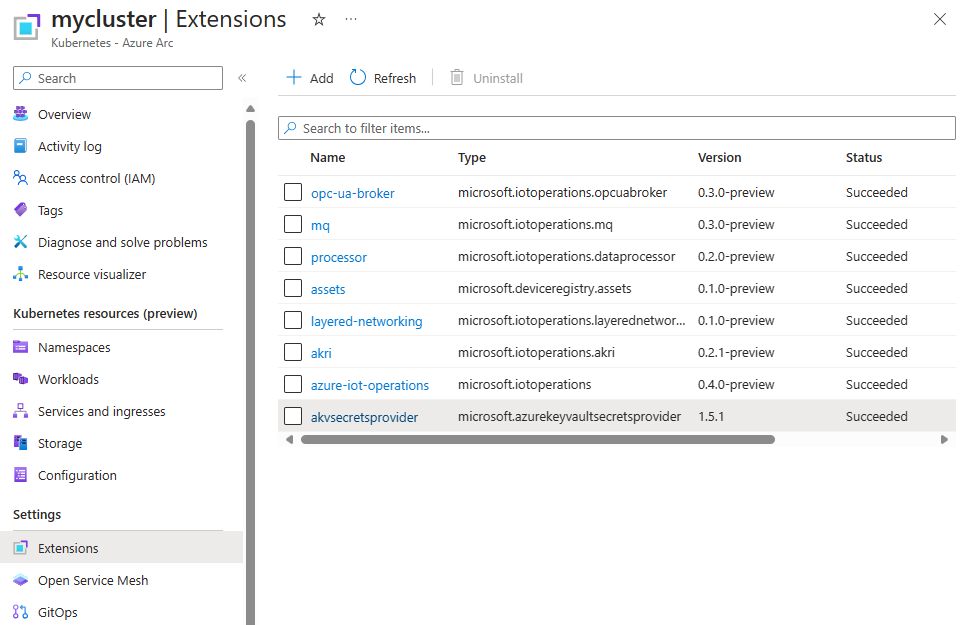 mycluster | Extensions ☆ ...
Kubernetes - Azure Arc
Search
«
Overview
Activity log
Access control (IAM)
Tags
Diagnose and solve problems
Resource visualizer
Kubernetes resources (preview)
Namespaces
Workloads
Services and ingresses
Storage
Configuration
Settings
Extensions
Open Service Mesh
GitOps
Add Refresh Uninstall
Search to filter items...
Name Type Version Status
opc-ua-broker microsoft.iotoperations.opcuabroker 0.3.0-preview Succeeded
mq microsoft.iotoperations.mq 0.3.0-preview Succeeded
processor microsoft.iotoperations.dataprocessor 0.2.0-preview Succeeded
assets microsoft.deviceregistry.assets 0.1.0-preview Succeeded
layered-networking microsoft.iotoperations.layerednetwor... 0.1.0-preview Succeeded
akri microsoft.iotoperations.akri 0.2.1-preview Succeeded
azure-iot-operations microsoft.iotoperations 0.4.0-preview Succeeded
akvsecretsprovider microsoft.azurekeyvaultsecretsprovider 1.5.1 Succeeded